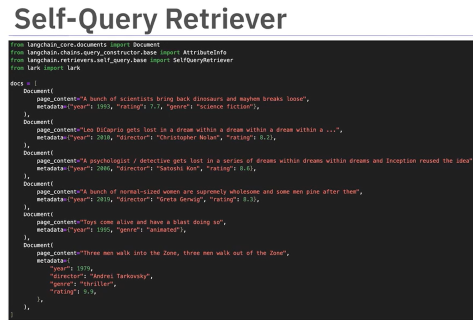 Self-Query Retriever
from langchain_core.documents import Document
from langchain.chains.query_constructor.base import AttributeInfo
from langchain.retrievers.self_query.base import SelfQueryRetriever
from lark import lark
docs = [
Document(
page_content="A bunch of scientists bring back dinosaurs and mayhem breaks loose",
metadata={"year": 1993, "rating": 7.7, "genre": "science fiction"},
),
Document(
page_content="Leo DiCaprio gets lost in a dream within a dream within a dream within a ...",
metadata={"year": 2010, "director": "Christopher Nolan", "rating": 8.2},
),
Document(
page_content="A psychologist / detective gets lost in a series of dreams within dreams within dreams and Inception reused the idea"
metadata={"year": 2006, "director": "Satoshi Kon", "rating": 8.6},
),
Document(
page_content="A bunch of normal-sized women are supremely wholesome and some men pine after them",
metadata={"year": 2019, "director": "Greta Gerwig", "rating": 8.3},
),
Document(
page_content="Toys come alive and have a blast doing so",
metadata={"year": 1995, "genre": "animated"},
),
Document(
page_content="Three men walk into the Zone, three men walk out of the Zone",
metadata={
"year": 1979,
"director": "Andrei Tarkovsky",
"genre": "thriller",
"rating": 9.9,
},
),
]